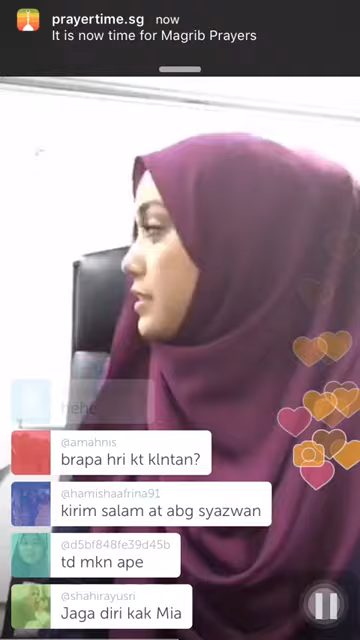 prayertime.sg now
It is now time for Magrib Prayers
hehe
@amahnis
brapa hri kt klntan?
@hamishaafrina91
kirim salam at abg syazwan
@d5bf848fe39d45b
td mkn ape
@shahirayusri
Jaga diri kak Mia